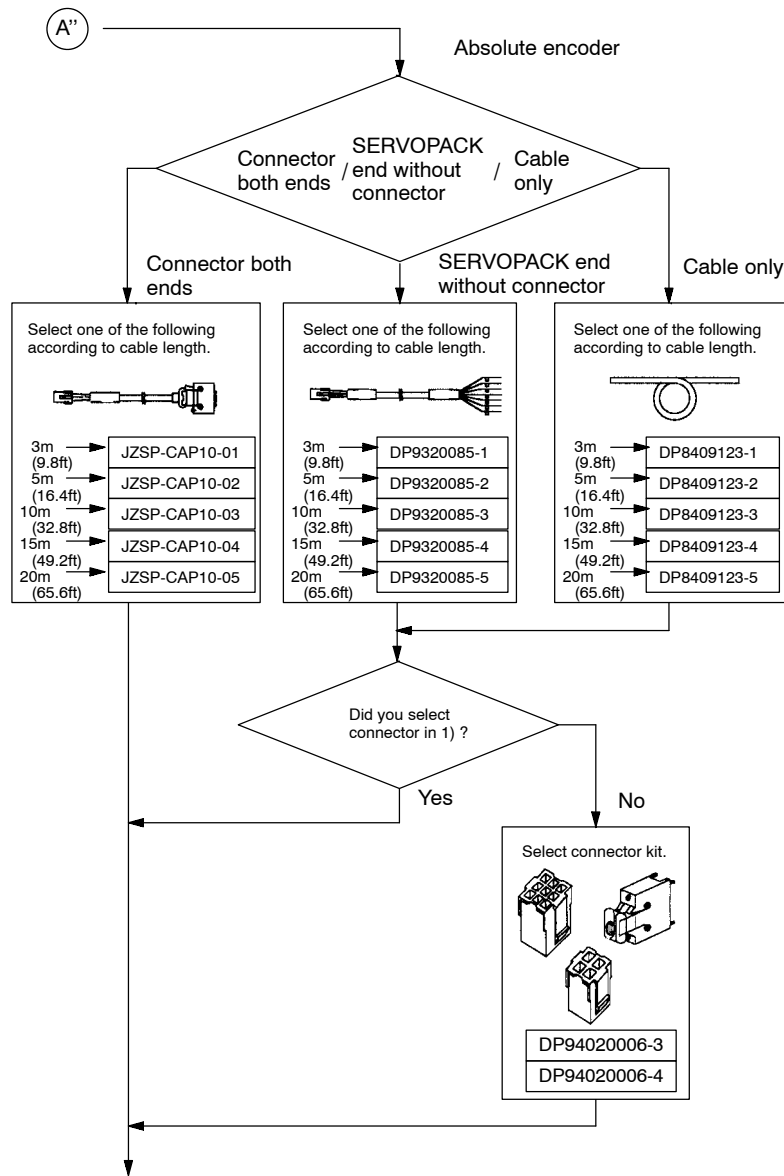 A’’
Absolute encoder
Connector both ends / SERVOPACK end without connector / Cable only
Connector both
ends
SERVOPACK end
without connector
Cable only
Select one of the following
according to cable length.
3m
(9.8ft)
JZSP-CAP10-01
5m
(16.4ft)
JZSP-CAP10-02
10m
(32.8ft)
JZSP-CAP10-03
15m
(49.2ft)
JZSP-CAP10-04
20m
(65.6ft)
JZSP-CAP10-05
Select one of the following
according to cable length.
3m
(9.8ft)
DP9320085-1
5m
(16.4ft)
DP9320085-2
10m
(32.8ft)
DP9320085-3
15m
(49.2ft)
DP9320085-4
20m
(65.6ft)
DP9320085-5
Select one of the following
according to cable length.
3m
(9.8ft)
DP8409123-1
5m
(16.4ft)
DP8409123-2
10m
(32.8ft)
DP8409123-3
15m
(49.2ft)
DP8409123-4
20m
(65.6ft)
DP8409123-5
Did you select
connector in 1) ?
Yes
No
Select connector kit.
DP94020006-3
DP94020006-4